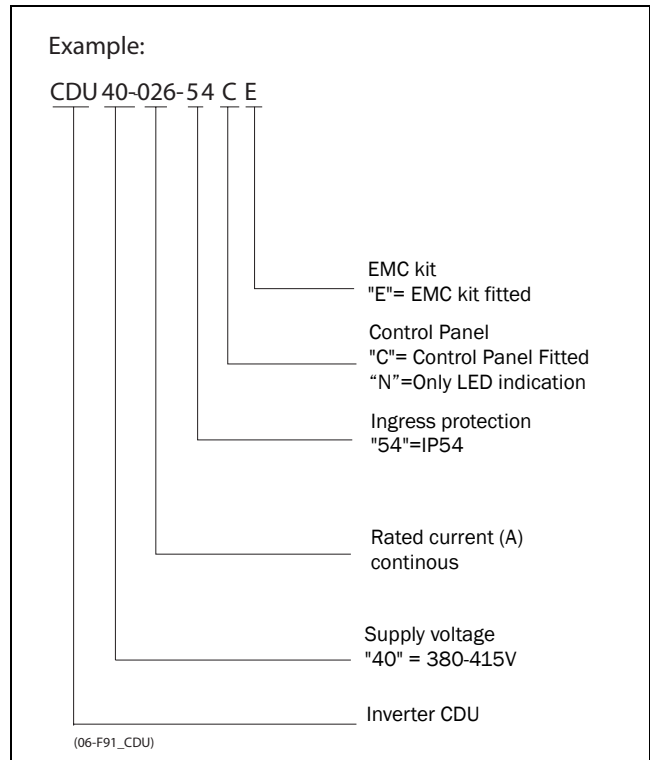 Example:
CDU 40-026-54 C E
EMC kit
"E"= EMC kit fitted
Control Panel
"C"= Control Panel Fitted
“N”=Only LED indication
Ingress protection
"54"=IP54
Rated current (A)
continous
Supply voltage
"40" = 380-415V
Inverter CDU
(06-F91_CDU)